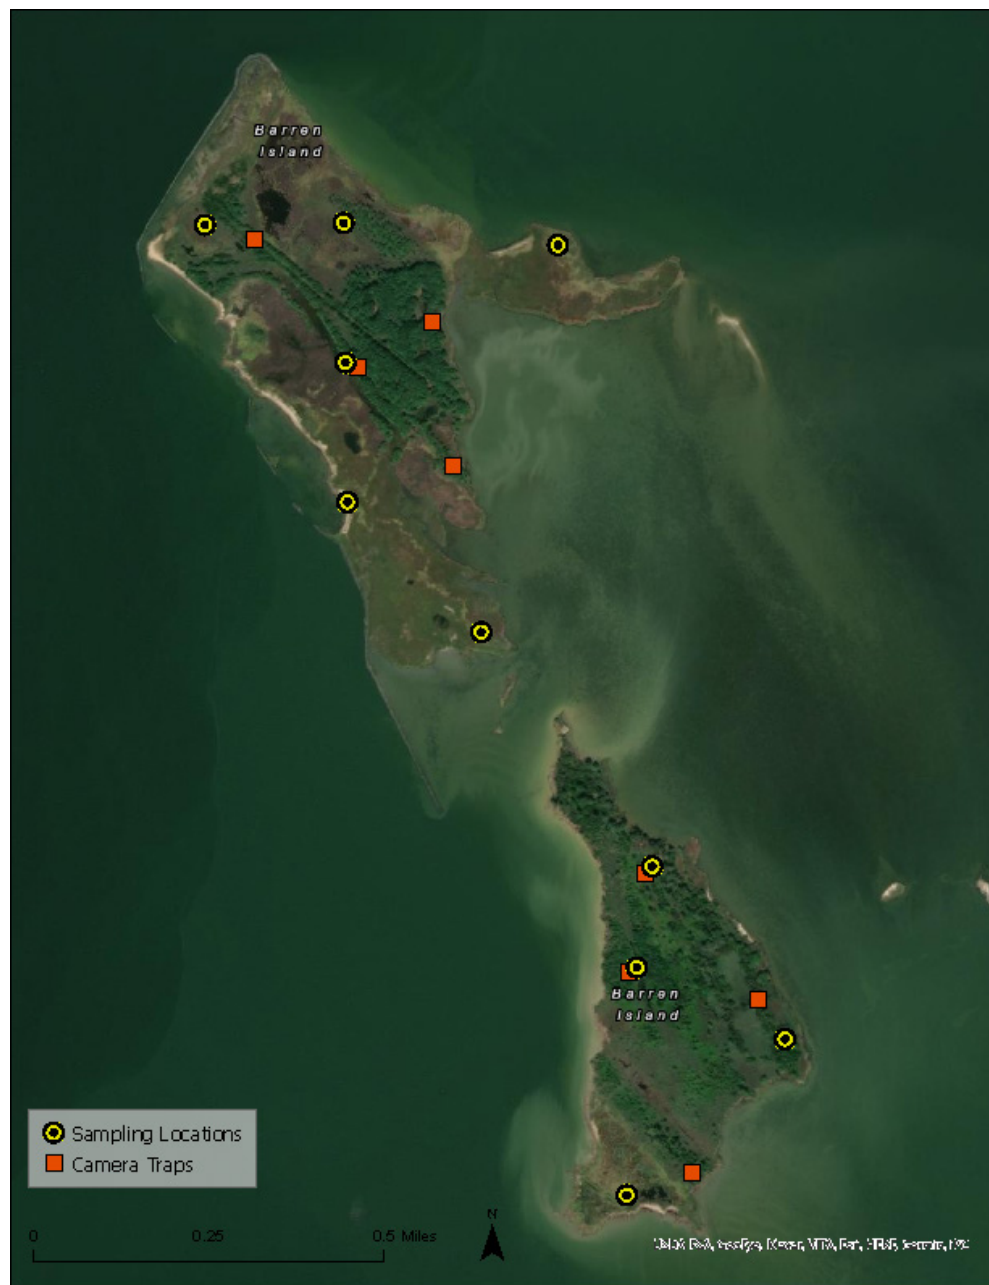 Barren
Island
Barren
Island
Sampling Locations
Camera Traps
N
0
0.25
0.5 Miles